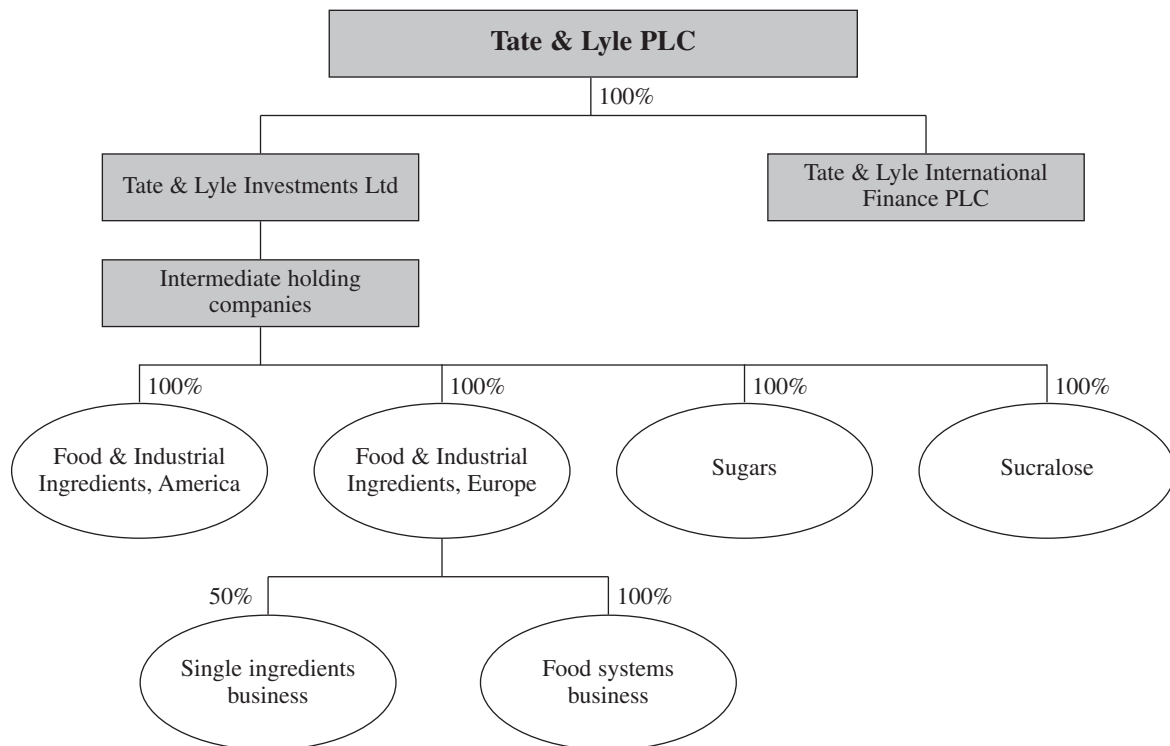 Tate & Lyle PLC
100%
Tate & Lyle Investments Ltd
Tate & Lyle International
Finance PLC
Intermediate holding
companies
100%
100%
100%
100%
Food & Industrial
Ingredients, America
Food & Industrial
Ingredients, Europe
Sugars
Sucralose
50%
100%
Single ingredients
business
Food systems
business